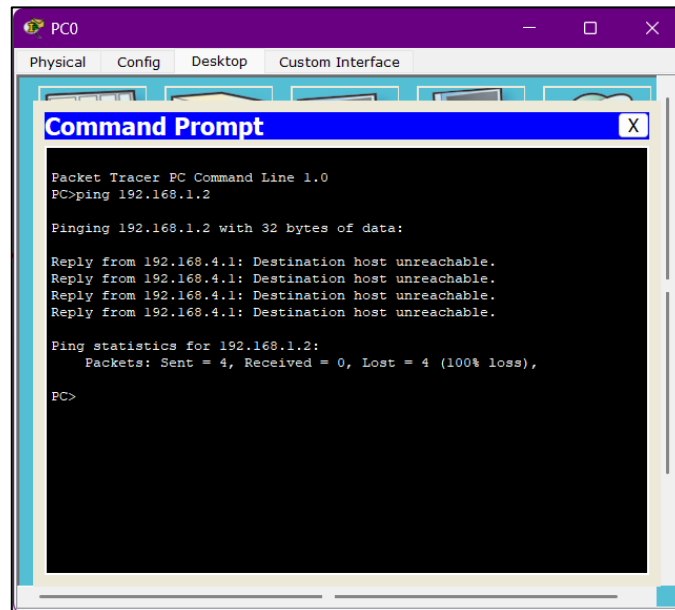 PC0
Physical Config Desktop Custom Interface
Command Prompt
X
Packet Tracer PC Command Line 1.0
PC>ping 192.168.1.2
Pinging 192.168.1.2 with 32 bytes of data:
Reply from 192.168.4.1: Destination host unreachable.
Reply from 192.168.4.1: Destination host unreachable.
Reply from 192.168.4.1: Destination host unreachable.
Reply from 192.168.4.1: Destination host unreachable.
Ping statistics for 192.168.1.2:
Packets: Sent = 4, Received = 0, Lost = 4 (100% loss),
PC>